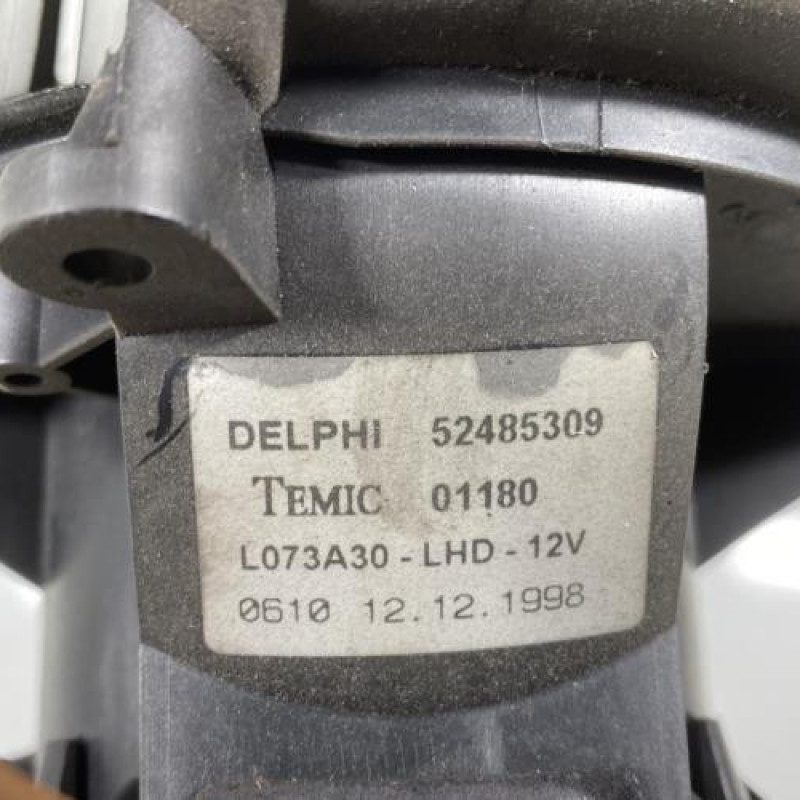 DELPHI 52485309
TEMIC 01180
L073A30 - LHD - 12V
0610 12.12.1998